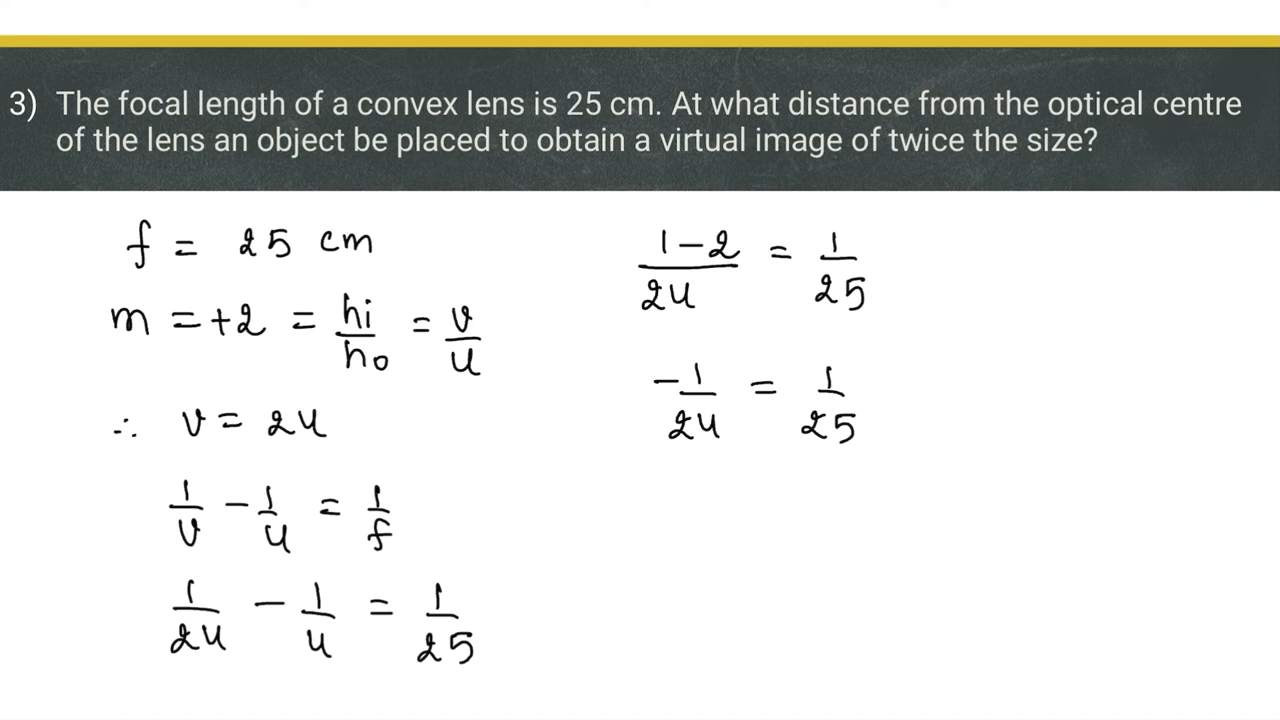 3) The focal length of a convex lens is 25 cm. At what distance from the optical centre
of the lens an object be placed to obtain a virtual image of twice the size?
f = 25 cm
m = +2 = hi/ho = v/u
∴ v = 2u
1/v - 1/u = 1/f
1/2u - 1/u = 1/25
1-2/2u = 1/25
-1/2u = 1/25